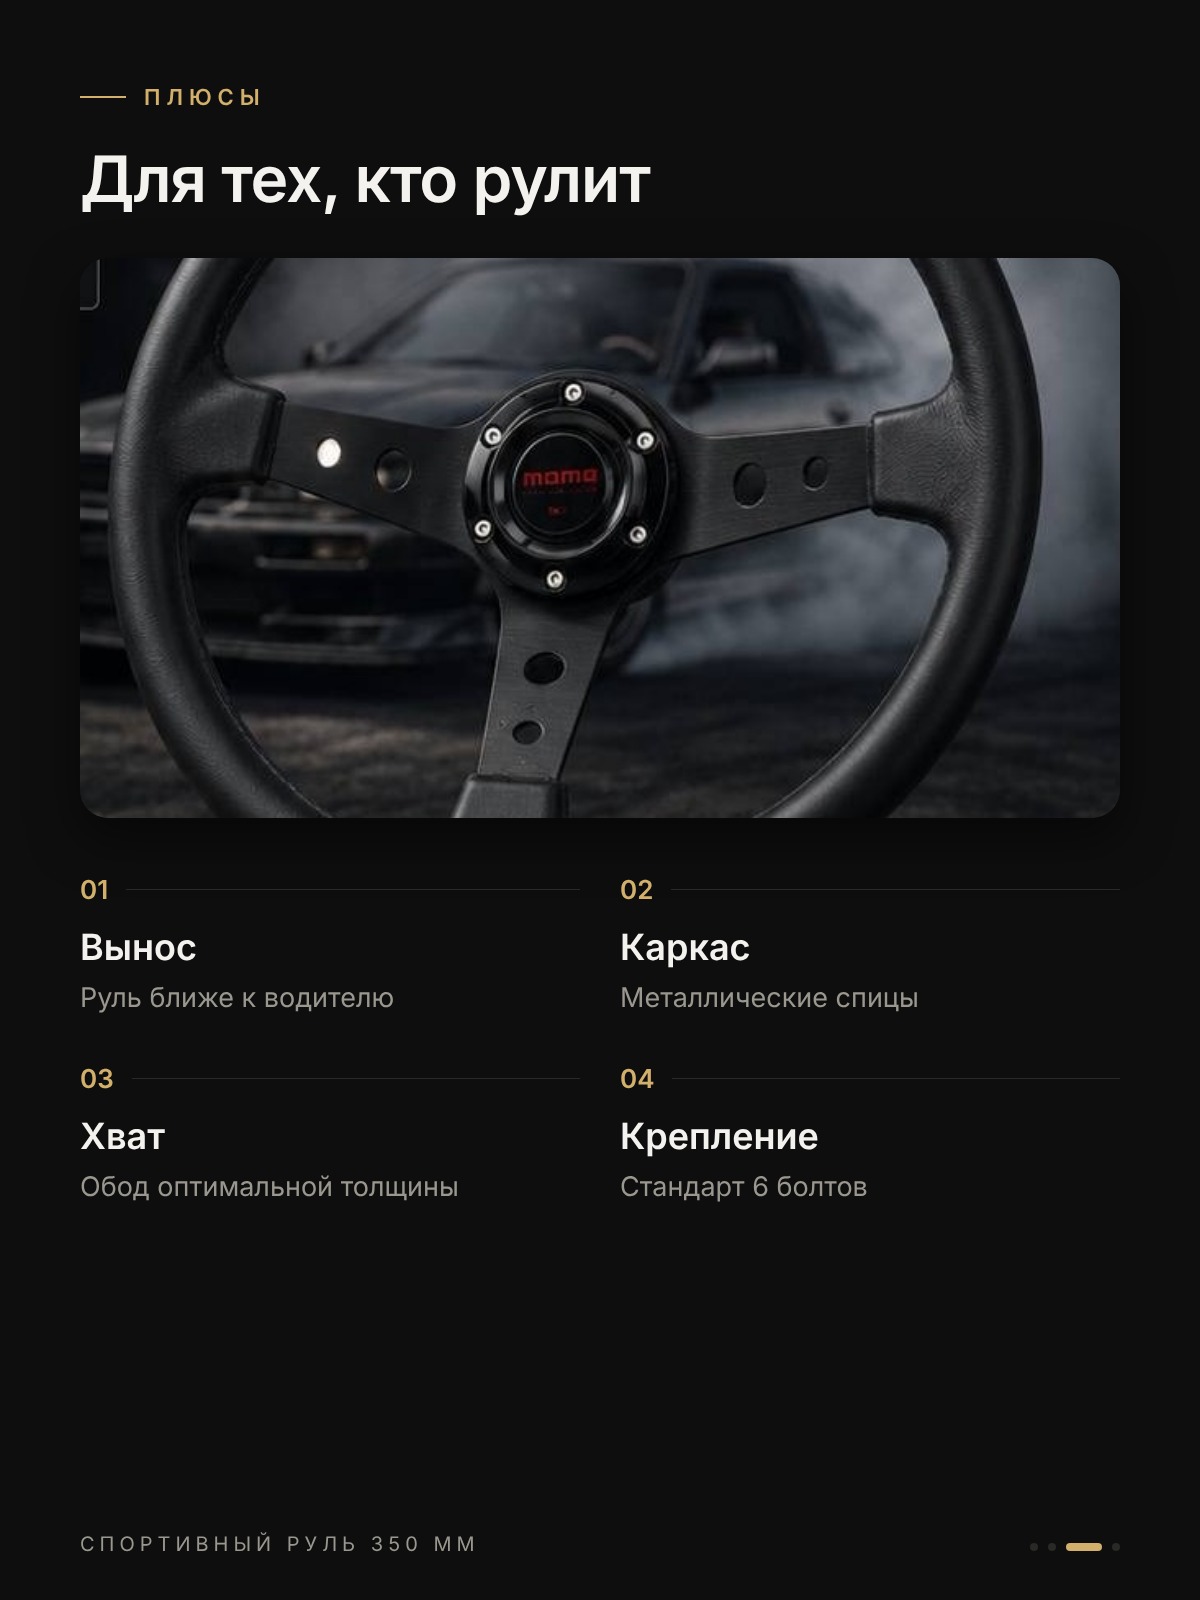 ПЛЮСЫ
Для тех, кто рулит
momo
01
Вынос
Руль ближе к водителю
02
Каркас
Металлические спицы
03
Хват
Обод оптимальной толщины
04
Крепление
Стандарт 6 болтов
СПОРТИВНЫЙ РУЛЬ 350 ММ